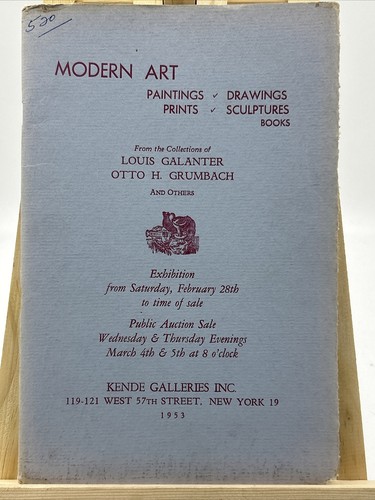 520
MODERN ART
PAINTINGS ✓ DRAWINGS
PRINTS ✓ SCULPTURES
BOOKS
From the Collections of
LOUIS GALANTER
OTTO H. GRUMBACH
AND OTHERS
Exhibition
from Saturday, February 28th
to time of sale
Public Auction Sale
Wednesday & Thursday Evenings
March 4th & 5th at 8 o'clock
KENDE GALLERIES INC.
119-121 WEST 57TH STREET, NEW YORK 19
1953